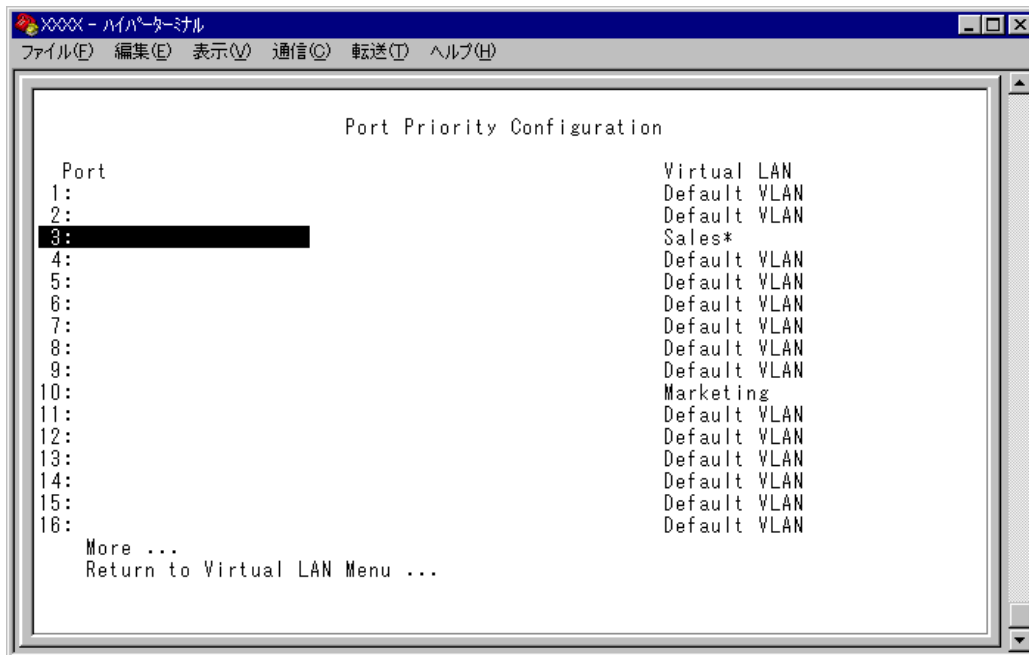 XXXX - ハイパーターミナル
ファイル(F) 編集(E) 表示(V) 通信(C) 転送(T) ヘルプ(H)
Port Priority Configuration
Port Virtual LAN
1: Default VLAN
2: Default VLAN
3: Sales*
4: Default VLAN
5: Default VLAN
6: Default VLAN
7: Default VLAN
8: Default VLAN
9: Default VLAN
10: Marketing
11: Default VLAN
12: Default VLAN
13: Default VLAN
14: Default VLAN
15: Default VLAN
16: Default VLAN
More ...
Return to Virtual LAN Menu ...